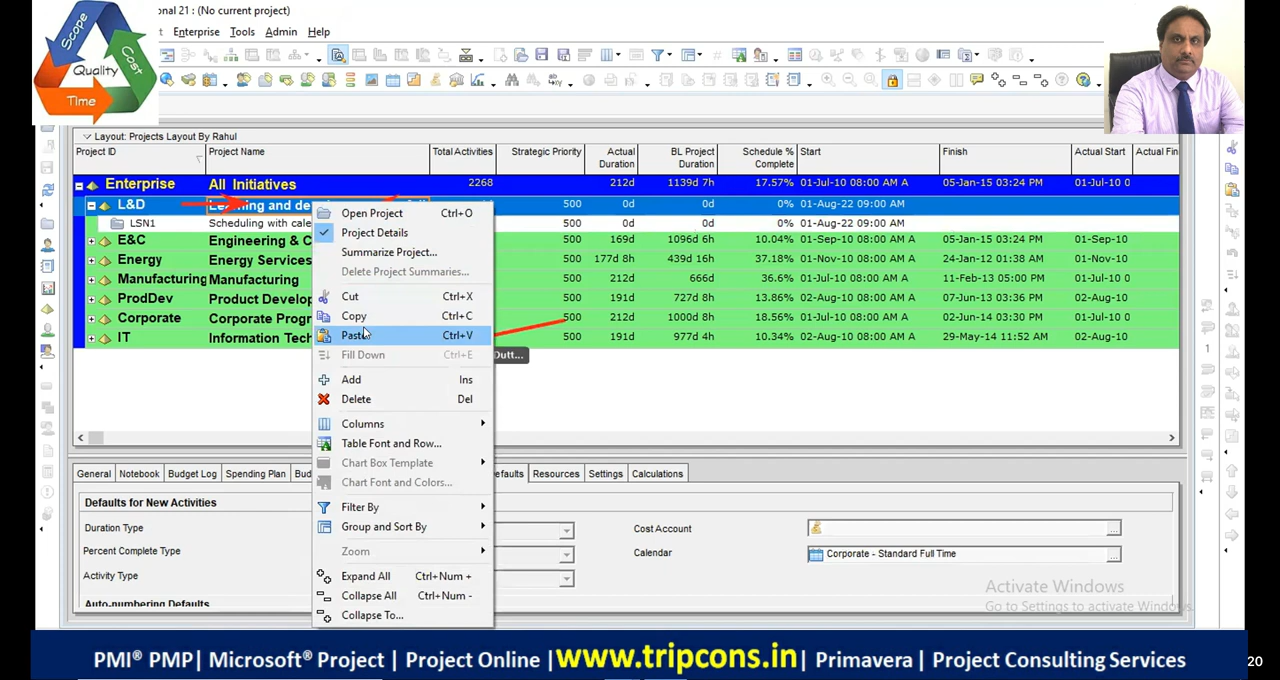 onal 21 : (No current project)
Enterprise Tools Admin Help
Scope
Cost
Quality
Time
Layout: Projects Layout By Rahul
Project ID Project Name Total Activities Strategic Priority Actual Duration BL Project Duration Schedule % Complete Start Finish Actual Start Actual Fin
Enterprise All Initiatives 2268 212d 1139d 7h 17.57% 01-Jul-10 08:00 AM A 05-Jan-15 03:24 PM 01-Jul-10 0
L&D Learning and de 500 0d 0d 0% 01-Aug-22 09:00 AM
LSN1 Scheduling with cale 500 0d 0d 0% 01-Aug-22 09:00 AM
E&C Engineering & C 500 169d 1096d 6h 10.04% 01-Sep-10 08:00 AM A 05-Jan-15 03:24 PM 01-Sep-10
Energy Energy Services 500 177d 8h 439d 16h 37.18% 01-Nov-10 08:00 AM A 24-Jan-12 01:38 AM 01-Nov-10
Manufacturing Manufacturing 500 212d 666d 36.6% 01-Jul-10 08:00 AM A 11-Feb-13 05:00 PM 01-Jul-10
ProdDev Product Develop 500 191d 727d 8h 13.86% 02-Aug-10 08:00 AM A 07-Jun-13 03:36 PM 02-Aug-10
Corporate Corporate Progr 500 212d 1000d 8h 18.56% 01-Jul-10 08:00 AM A 02-Jun-14 03:30 PM 01-Jul-10
IT Information Tech 500 191d 977d 4h 10.34% 02-Aug-10 08:00 AM A 29-May-14 11:52 AM 02-Aug-10
Open Project Ctrl+O
Project Details
Summarize Project...
Delete Project Summaries...
Cut Ctrl+X
Copy Ctrl+C
Paste Ctrl+V
Fill Down Ctrl+E
Dutt...
Add Ins
Delete Del
Columns
Table Font and Row...
Chart Box Template
Chart Font and Colors...
Filter By
Group and Sort By
Zoom
Expand All Ctrl+Num +
Collapse All Ctrl+Num -
Collapse To...
General Notebook Budget Log Spending Plan Bud efaults Resources Settings Calculations
Defaults for New Activities
Duration Type
Percent Complete Type
Activity Type
Auto-numbering Defaults
Cost Account
Calendar Corporate - Standard Full Time
Activate Windows
Go to Settings to activate Windows.
1
PMI® PMP| Microsoft® Project | Project Online |www.tripcons.in| Primavera | Project Consulting Services
20